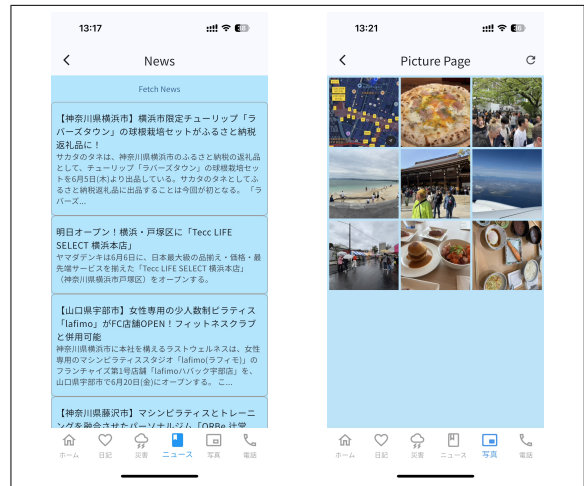 13:17
News
Fetch News
【神奈川県横浜市】横浜市限定チューリップ「ラ
バーズタウン」の球根栽培セットがふるさと納税
返礼品に！
サカタのタネは、神奈川県横浜市のふるさと納税の返礼品
として、チューリップ「ラバーズタウン」の球根栽培セッ
トを6月5日(木)より出品している。サカタのタネとしてふ
るさと納税返礼品に出品することは今回が初となる。「ラ
バーズ...
明日オープン！横浜・戸塚区に「Tecc LIFE
SELECT 横浜本店」
ヤマダデンキは6月6日に、日本最大級の品揃え・価格・最
先端サービスを揃えた「Tecc LIFE SELECT 横浜本店」
（神奈川県横浜市戸塚区）をオープンする。
【山口県宇部市】女性専用の少人数制ピラティス
「lafimo」がFC店舗OPEN！フィットネスクラブ
と併用可能
神奈川県横浜市に本社を構えるラストウェルネスは、女性
専用のマシンピラティススタジオ「lafimo(ラフィモ)」の
フランチャイズ第1号店舗「lafimoハバック宇部店」を、
山口県宇部市で6月20日(金)にオープンする。 こ...
【神奈川県藤沢市】マシンピラティスとトレーニ
ングを融合させたパーソナルジム「ORBe 辻堂
ホーム
日記
災害
ニュース
写真
電話
13:21
Picture Page
ホーム
日記
災害
ニュース
写真
電話